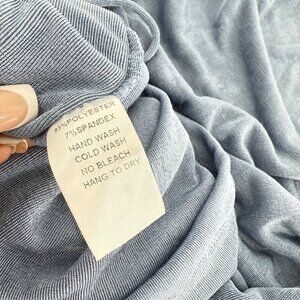 93%POLYESTER
7%SPANDEX
HAND WASH
COLD WASH
NO BLEACH
HANG TO DRY